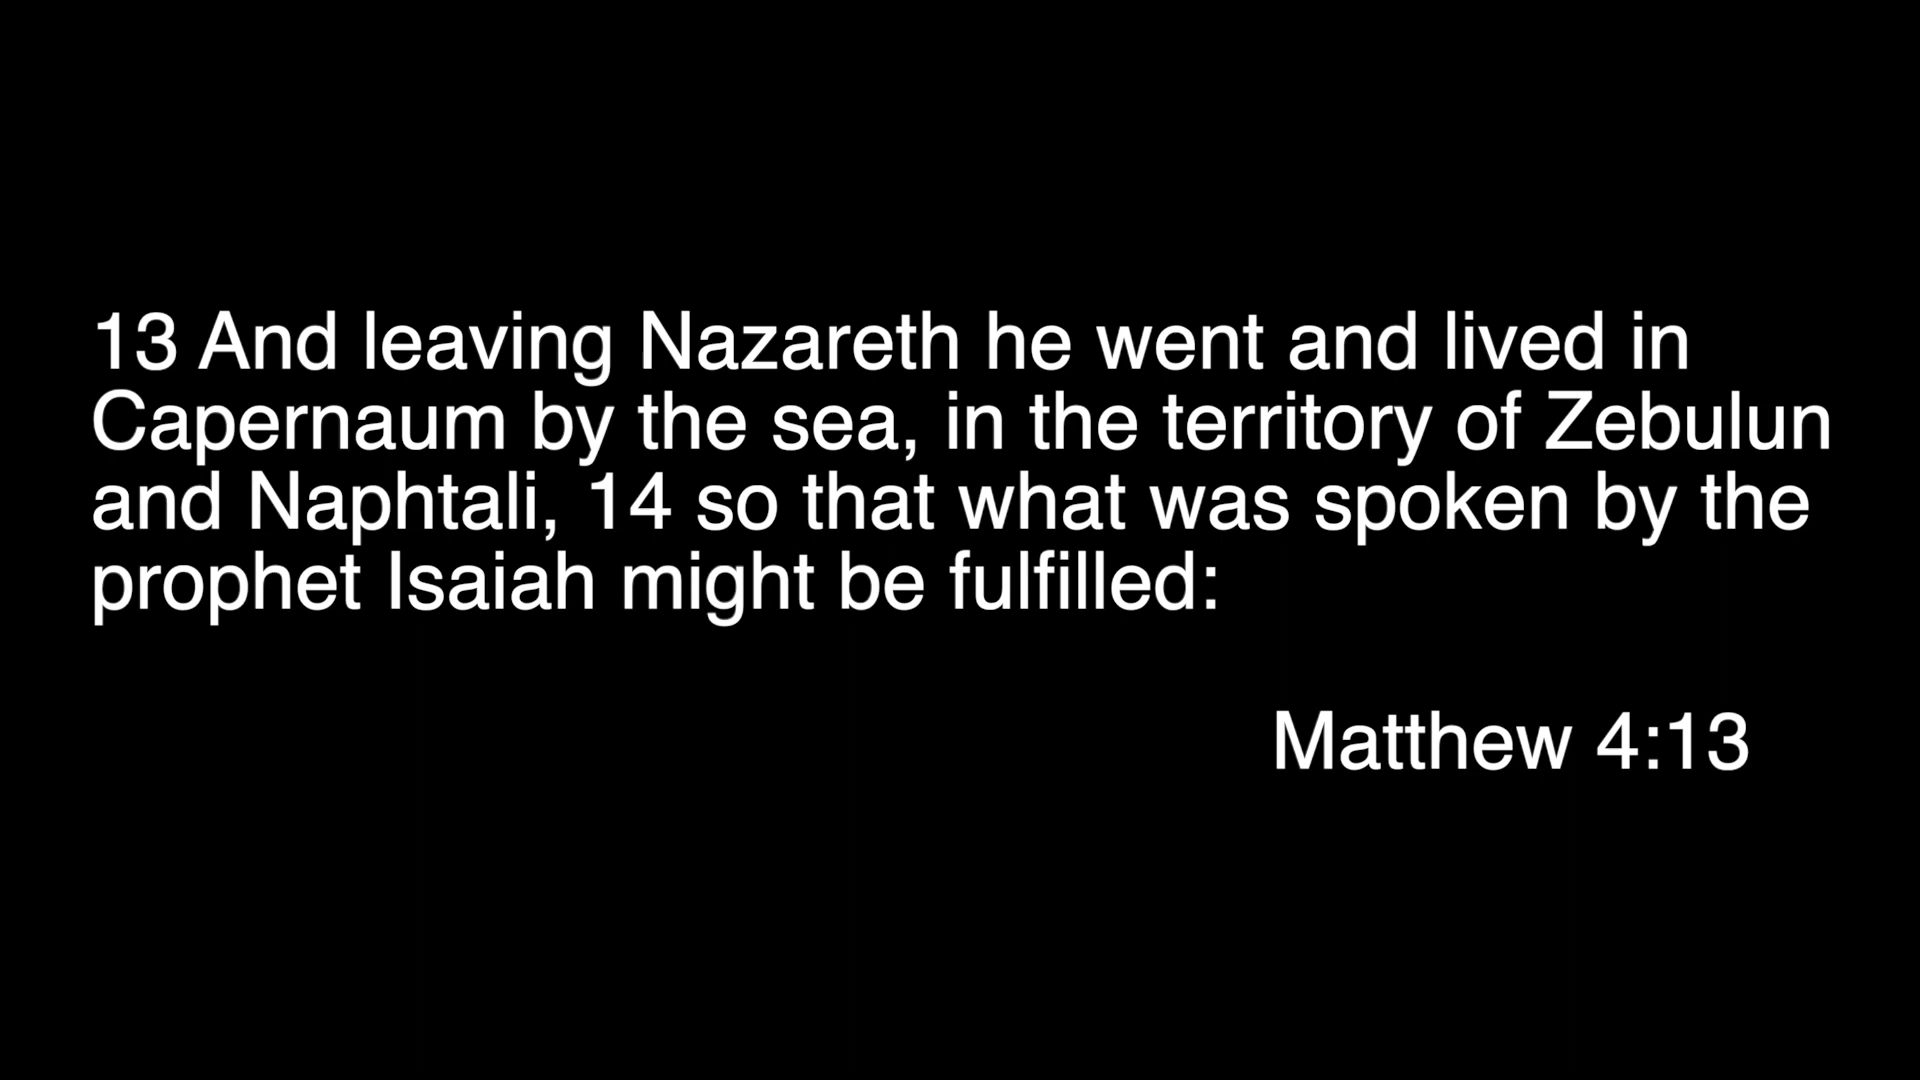 13 And leaving Nazareth he went and lived in
Capernaum by the sea, in the territory of Zebulun
and Naphtali, 14 so that what was spoken by the
prophet Isaiah might be fulfilled:
Matthew 4:13